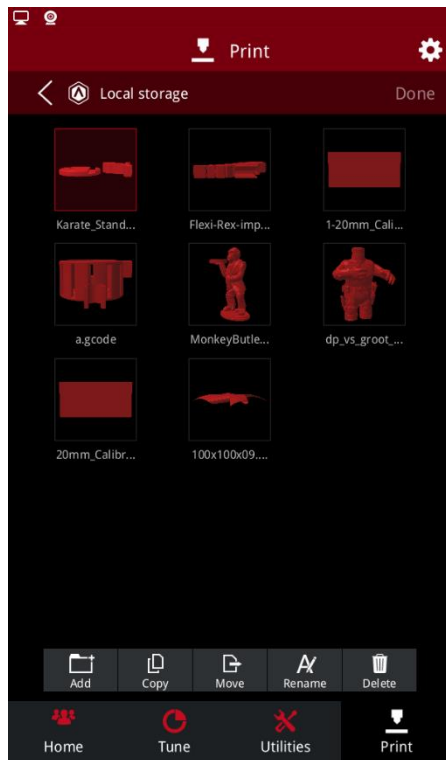 Print
Local storage Done
Karate_Stand... Flexi-Rex-imp... 1-20mm_Cali...
a.gcode MonkeyButle... dp_vs_groot_...
20mm_Calibr... 100x100x09....
Add Copy Move Rename Delete
Home Tune Utilities Print